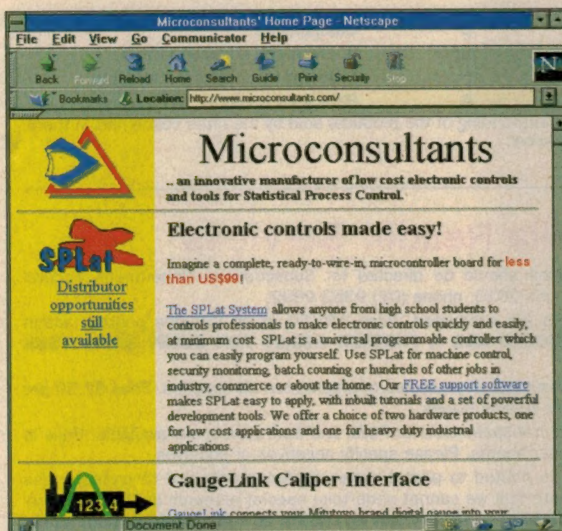 Microconsultants' Home Page - Netscape
File Edit View Go Communicator Help
Back Forward Reload Home Search Guide Print Security Stop
N
Bookmarks Location: http://www.microconsultants.com/
Microconsultants
.. an innovative manufacturer of low cost electronic controls
and tools for Statistical Process Control.
SPLat
Distributor
opportunities
still
available
Electronic controls made easy!
Imagine a complete, ready-to-wire-in, microcontroller board for less
than US$99!
The SPLat System allows anyone from high school students to
controls professionals to make electronic controls quickly and easily,
at minimum cost. SPLat is a universal programmable controller which
you can easily program yourself. Use SPLat for machine control,
security monitoring, batch counting or hundreds of other jobs in
industry, commerce or about the home. Our FREE support software
makes SPLat easy to apply, with inbuilt tutorials and a set of powerful
development tools. We offer a choice of two hardware products, one
for low cost applications and one for heavy duty industrial
applications.
123.4
GaugeLink Caliper Interface
GaugeLink connects your Mitutoyo brand digital gauge into your
Document: Done